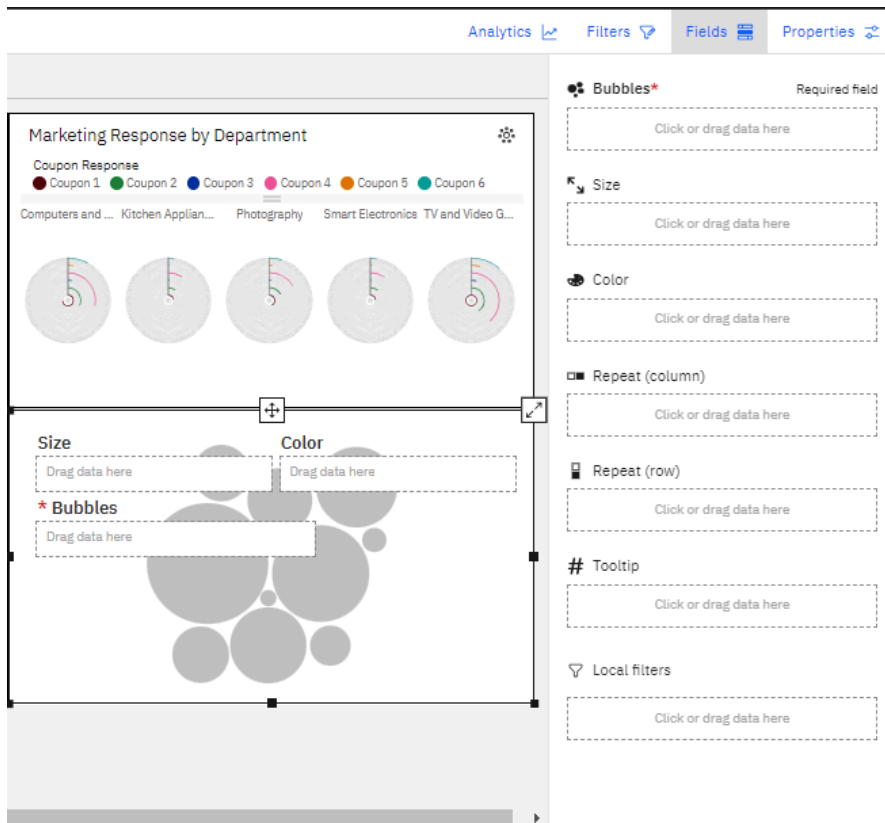 Analytics Filters Fields Properties
Marketing Response by Department
Coupon Response
Coupon 1 Coupon 2 Coupon 3 Coupon 4 Coupon 5 Coupon 6
Computers and ... Kitchen Applian... Photography Smart Electronics TV and Video G...
Size Color
Drag data here Drag data here
* Bubbles
Drag data here
Bubbles* Required field
Click or drag data here
Size
Click or drag data here
Color
Click or drag data here
Repeat (column)
Click or drag data here
Repeat (row)
Click or drag data here
# Tooltip
Click or drag data here
Local filters
Click or drag data here